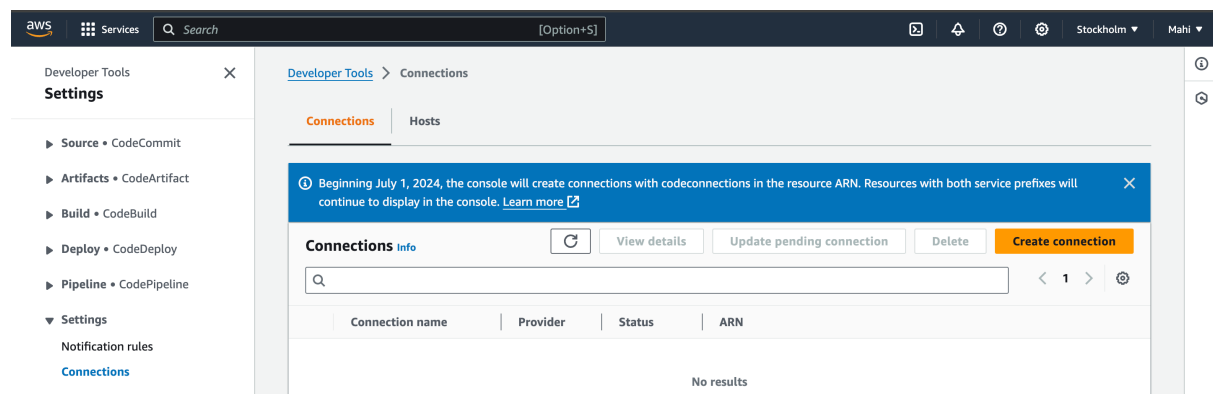 aws Services Search [Option+S] Stockholm ▼ Mahi ▼
Developer Tools
Settings
Source • CodeCommit
Artifacts • CodeArtifact
Build • CodeBuild
Deploy • CodeDeploy
Pipeline • CodePipeline
Settings
Notification rules
Connections
Developer Tools > Connections
Connections Hosts
Beginning July 1, 2024, the console will create connections with codeconnections in the resource ARN. Resources with both service prefixes will
continue to display in the console. Learn more
Connections Info View details Update pending connection Delete Create connection
< 1 >
Connection name Provider Status ARN
No results